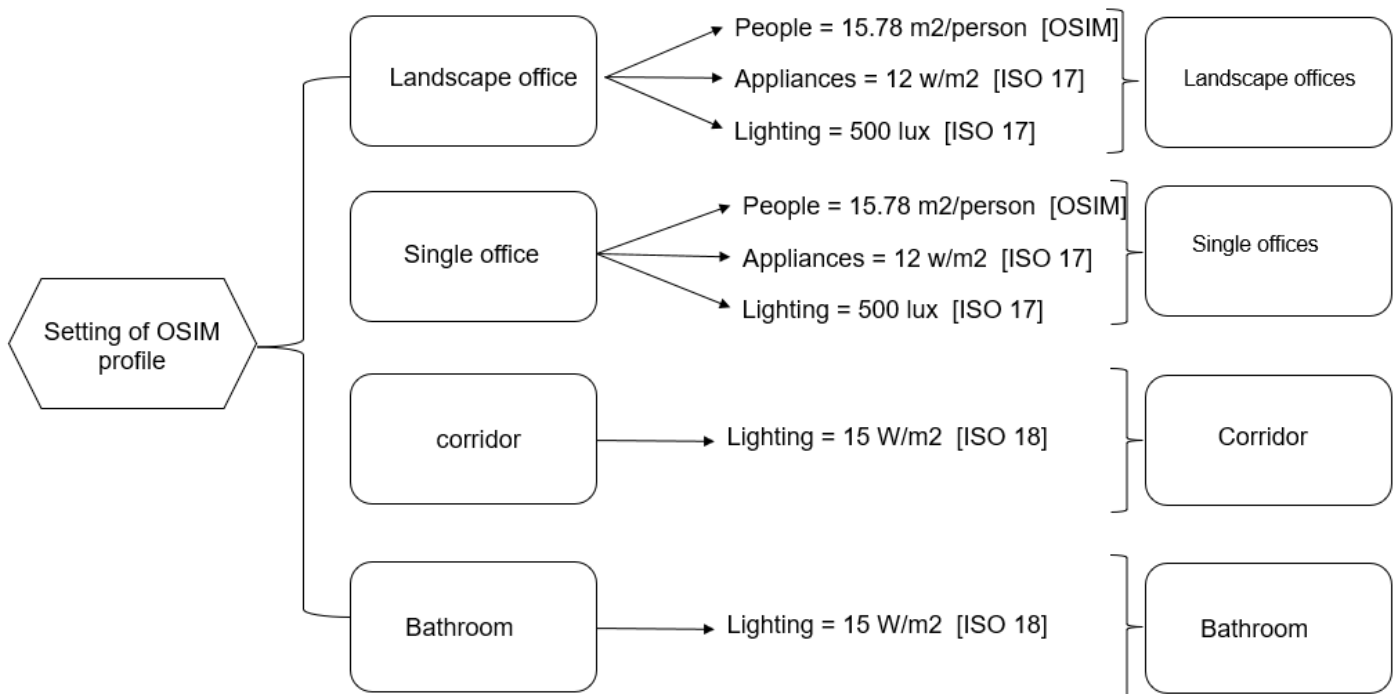 Setting of OSIM
profile
Landscape office
People = 15.78 m2/person [OSIM]
Appliances = 12 w/m2 [ISO 17]
Lighting = 500 lux [ISO 17]
Landscape offices
Single office
People = 15.78 m2/person [OSIM]
Appliances = 12 w/m2 [ISO 17]
Lighting = 500 lux [ISO 17]
Single offices
corridor
Lighting = 15 W/m2 [ISO 18]
Corridor
Bathroom
Lighting = 15 W/m2 [ISO 18]
Bathroom